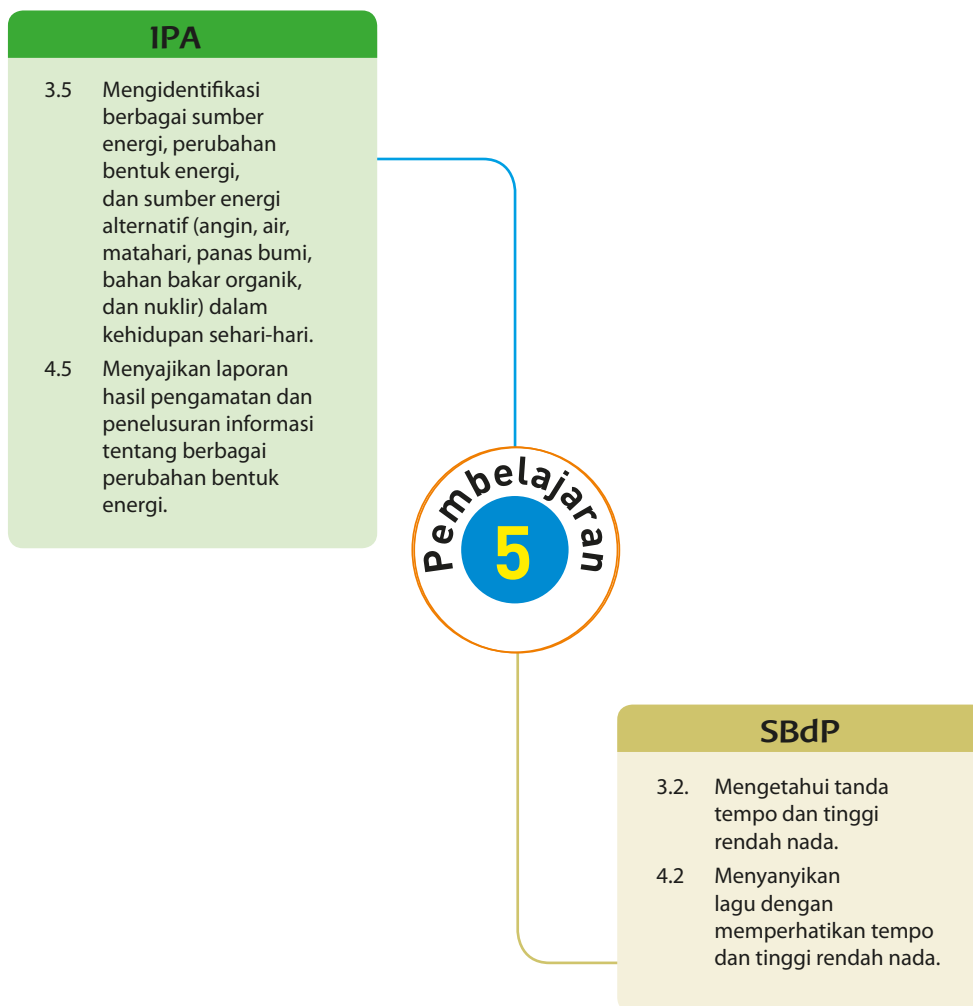 IPA
3.5 Mengidentifikasi
berbagai sumber
energi, perubahan
bentuk energi,
dan sumber energi
alternatif (angin, air,
matahari, panas bumi,
bahan bakar organik,
dan nuklir) dalam
kehidupan sehari-hari.
4.5 Menyajikan laporan
hasil pengamatan dan
penelusuran informasi
tentang berbagai
perubahan bentuk
energi.
Pembelajaran
5
SBdP
3.2. Mengetahui tanda
tempo dan tinggi
rendah nada.
4.2 Menyanyikan
lagu dengan
memperhatikan tempo
dan tinggi rendah nada.